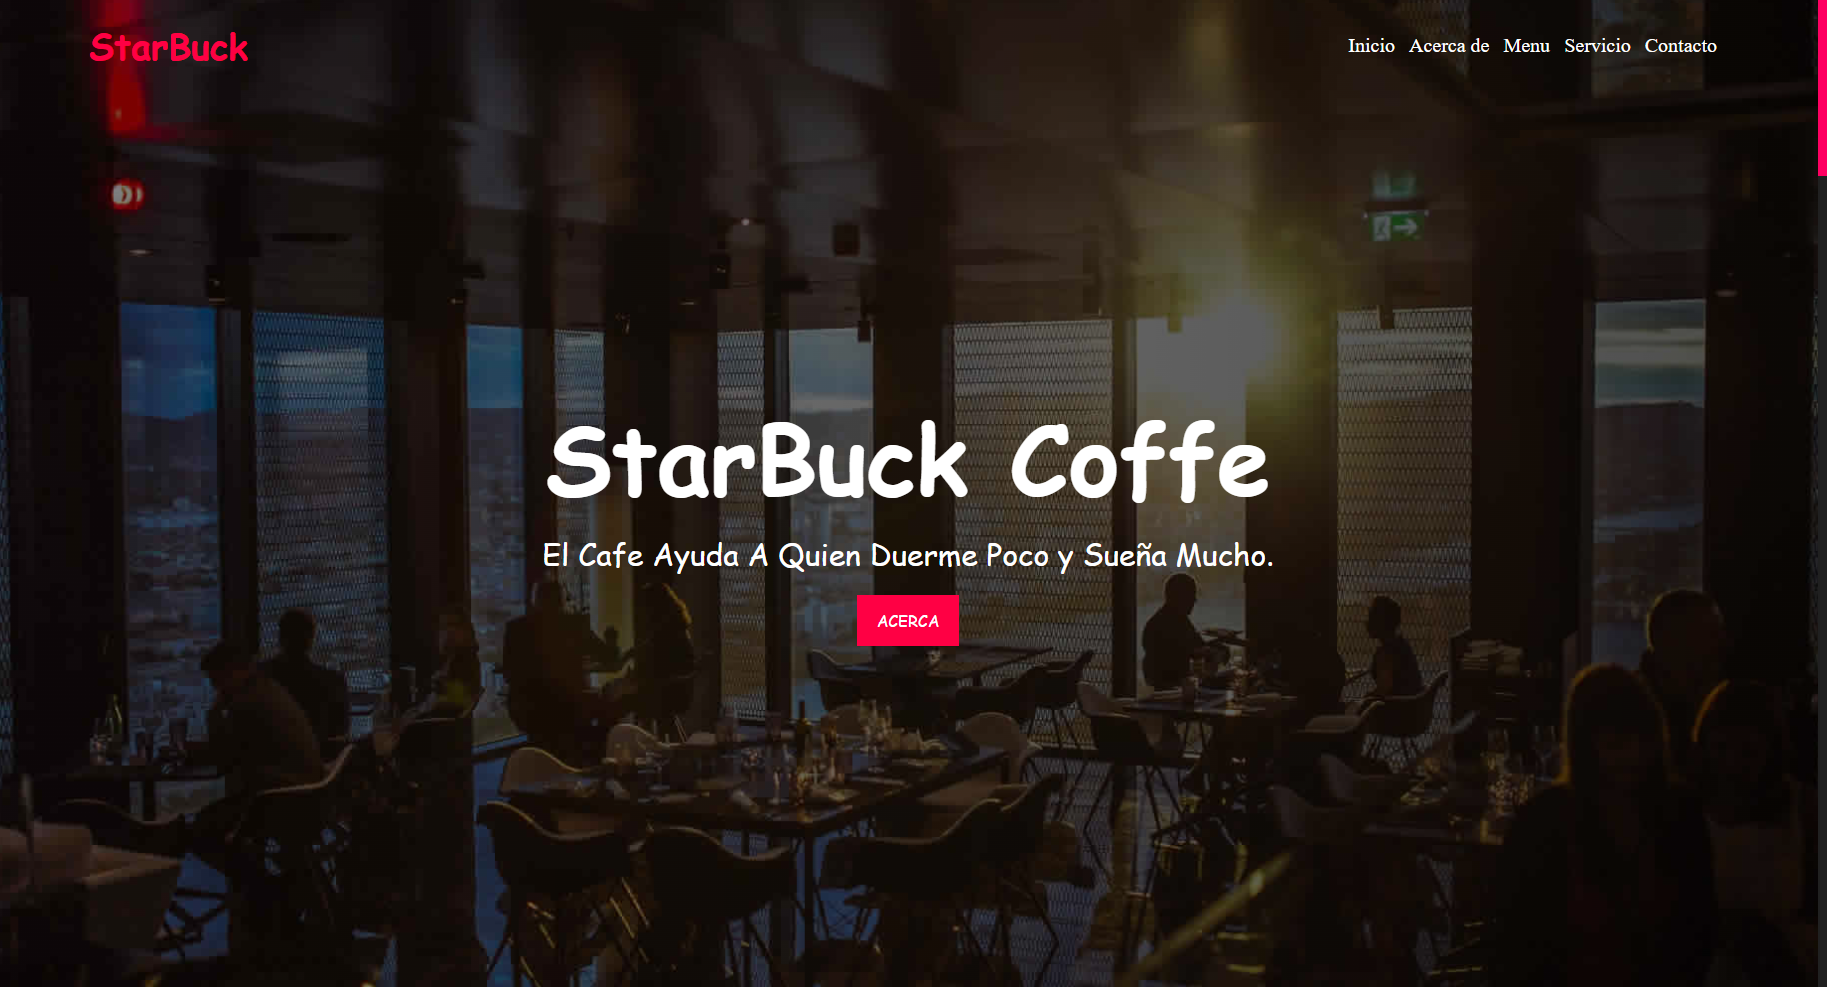 StarBuck
Inicio Acerca de Menu Servicio Contacto
StarBuck Coffe
El Cafe Ayuda A Quien Duerme Poco y Sueña Mucho.
ACERCA